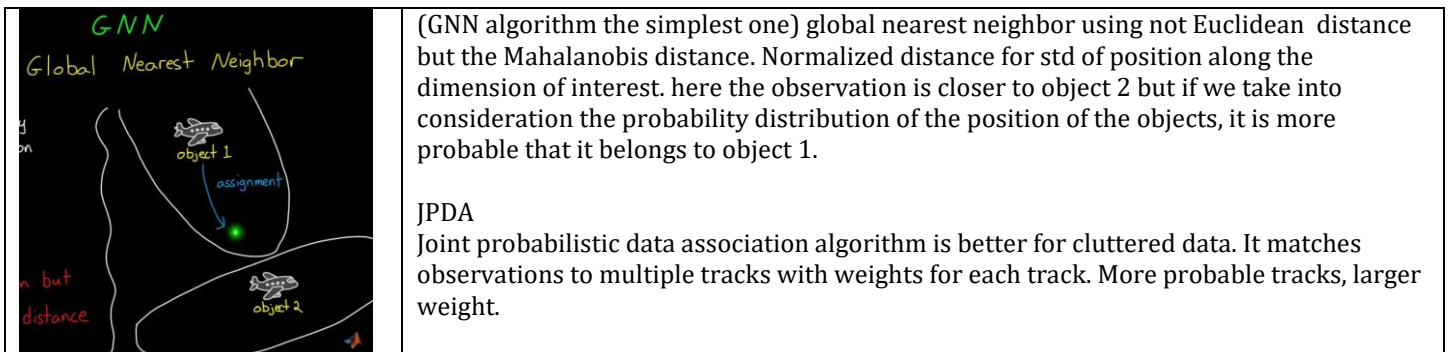 GNN
Global Nearest Neighbor
y
on
object 1
assignment
n but
distance
object 2
(GNN algorithm the simplest one) global nearest neighbor using not Euclidean distance
but the Mahalanobis distance. Normalized distance for std of position along the
dimension of interest. here the observation is closer to object 2 but if we take into
consideration the probability distribution of the position of the objects, it is more
probable that it belongs to object 1.
JPDA
Joint probabilistic data association algorithm is better for cluttered data. It matches
observations to multiple tracks with weights for each track. More probable tracks, larger
weight.